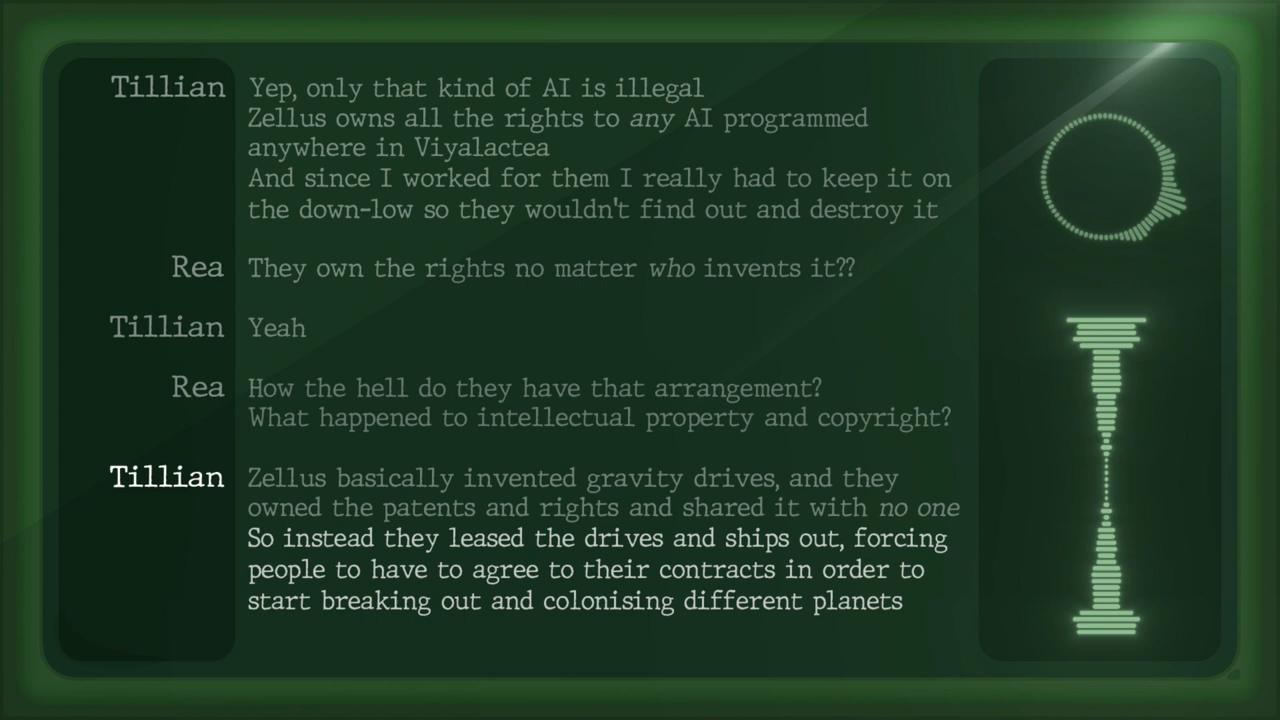 Tillian Yep, only that kind of AI is illegal
Zellus owns all the rights to any AI programmed
anywhere in Viyalactea
And since I worked for them I really had to keep it on
the down-low so they wouldn't find out and destroy it
Rea They own the rights no matter who invents it??
Tillian Yeah
Rea How the hell do they have that arrangement?
What happened to intellectual property and copyright?
Tillian Zellus basically invented gravity drives, and they
owned the patents and rights and shared it with no one
So instead they leased the drives and ships out, forcing
people to have to agree to their contracts in order to
start breaking out and colonising different planets